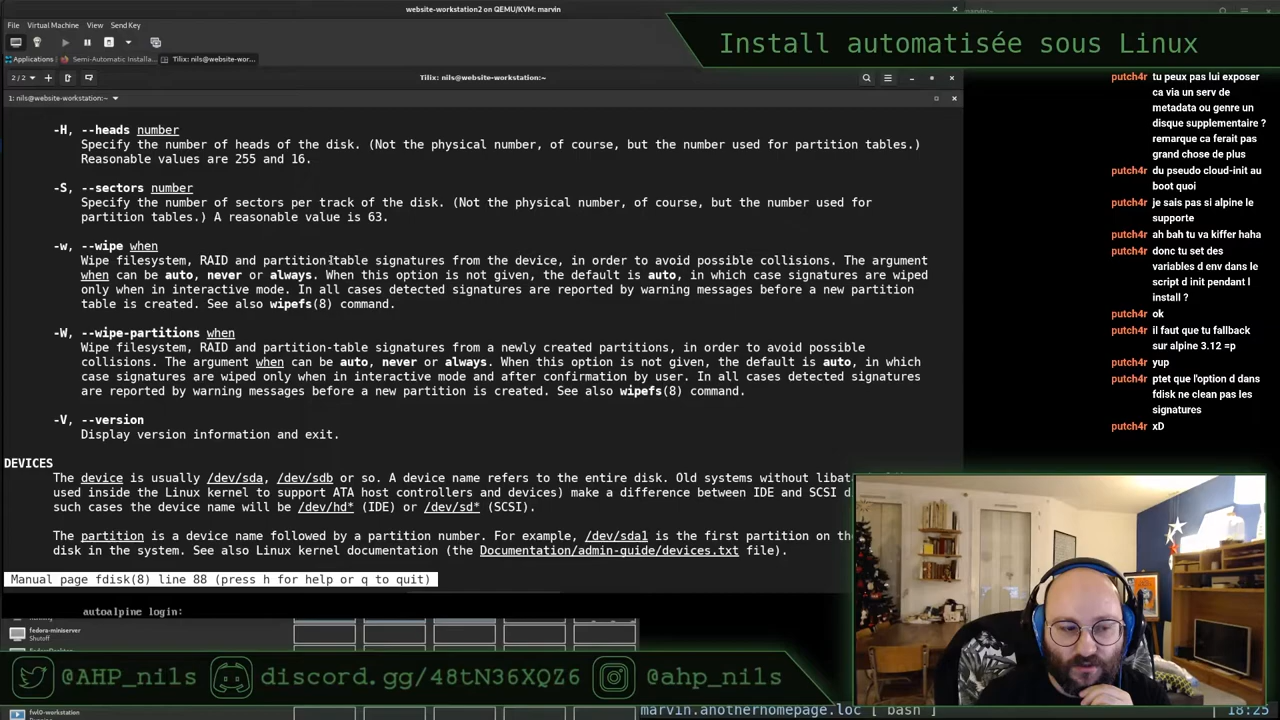 website-workstation2 on QEMU/KVM: marvin
File Virtual Machine View Send Key
Install automatisée sous Linux
Applications Semi-Automatic Installa... Tilix: nils@website-wor...
2/2 Tilix: nils@website-workstation:~
1: nils@website-workstation:~
-H, --heads number
Specify the number of heads of the disk. (Not the physical number, of course, but the number used for partition tables.)
Reasonable values are 255 and 16.
-S, --sectors number
Specify the number of sectors per track of the disk. (Not the physical number, of course, but the number used for
partition tables.) A reasonable value is 63.
-w, --wipe when
Wipe filesystem, RAID and partition-table signatures from the device, in order to avoid possible collisions. The argument
when can be auto, never or always. When this option is not given, the default is auto, in which case signatures are wiped
only when in interactive mode. In all cases detected signatures are reported by warning messages before a new partition
table is created. See also wipefs(8) command.
-W, --wipe-partitions when
Wipe filesystem, RAID and partition-table signatures from a newly created partitions, in order to avoid possible
collisions. The argument when can be auto, never or always. When this option is not given, the default is auto, in which
case signatures are wiped only when in interactive mode and after confirmation by user. In all cases detected signatures
are reported by warning messages before a new partition is created. See also wipefs(8) command.
-V, --version
Display version information and exit.
DEVICES
The device is usually /dev/sda, /dev/sdb or so. A device name refers to the entire disk. Old systems without libat
used inside the Linux kernel to support ATA host controllers and devices) make a difference between IDE and SCSI d
such cases the device name will be /dev/hd* (IDE) or /dev/sd* (SCSI).
The partition is a device name followed by a partition number. For example, /dev/sda1 is the first partition on the
disk in the system. See also Linux kernel documentation (the Documentation/admin-guide/devices.txt file).
Manual page fdisk(8) line 88 (press h for help or q to quit)
autoalpine login:
fedora-miniserver
Shutoff
putch4r tu peux pas lui exposer
ca via un serv de
metadata ou genre un
disque supplementaire ?
remarque ca ferait pas
grand chose de plus
putch4r du pseudo cloud-init au
boot quoi
putch4r je sais pas si alpine le
supporte
putch4r ah bah tu va kiffer haha
putch4r donc tu set des
variables d env dans le
script d init pendant l
install ?
putch4r ok
putch4r il faut que tu fallback
sur alpine 3.12 =p
putch4r yup
putch4r ptet que l'option d dans
fdisk ne clean pas les
signatures
putch4r xD
@AHP_nils discord.gg/48tN36XQZ6 @ahp_nils
fwl0-workstation
marvin.anothermepage.loc [ bash ] 18:25